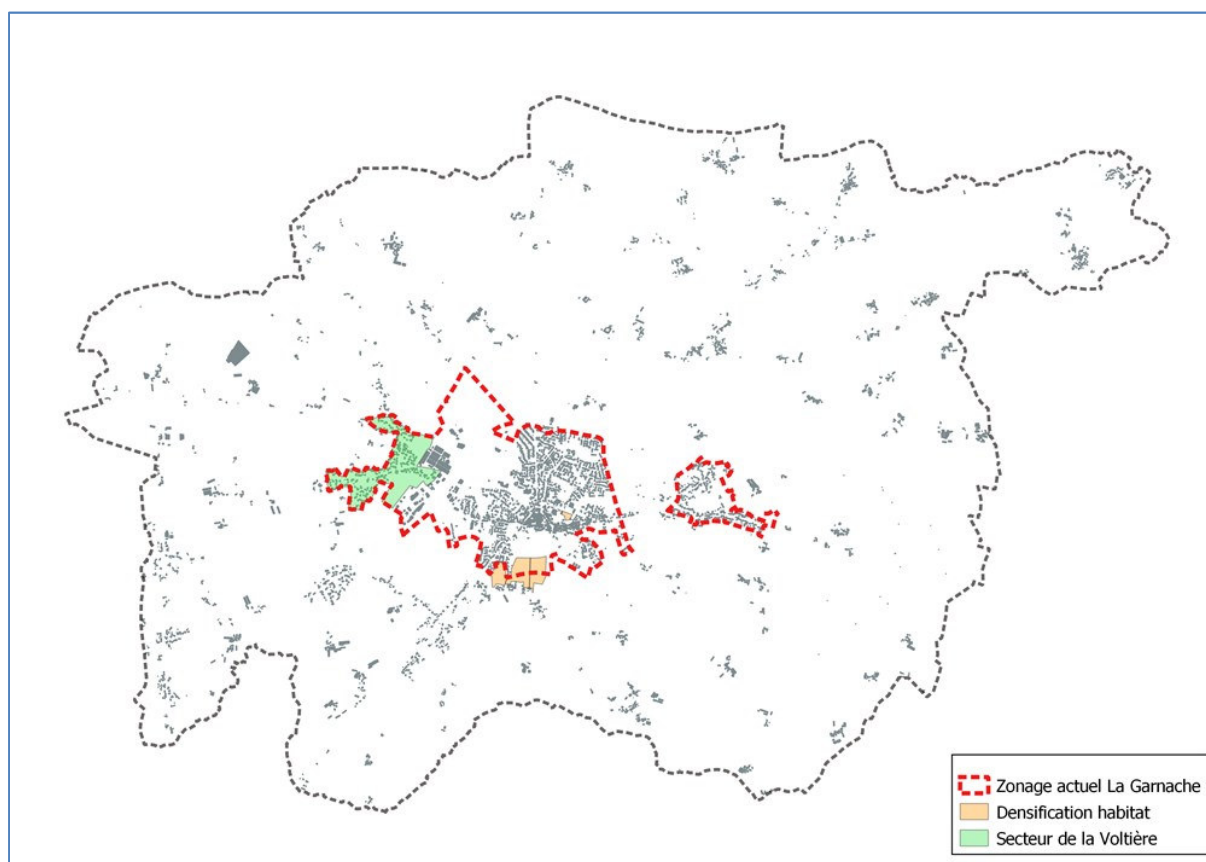 Zonage actuel La Garnache
Densification habitat
Secteur de la Voltière